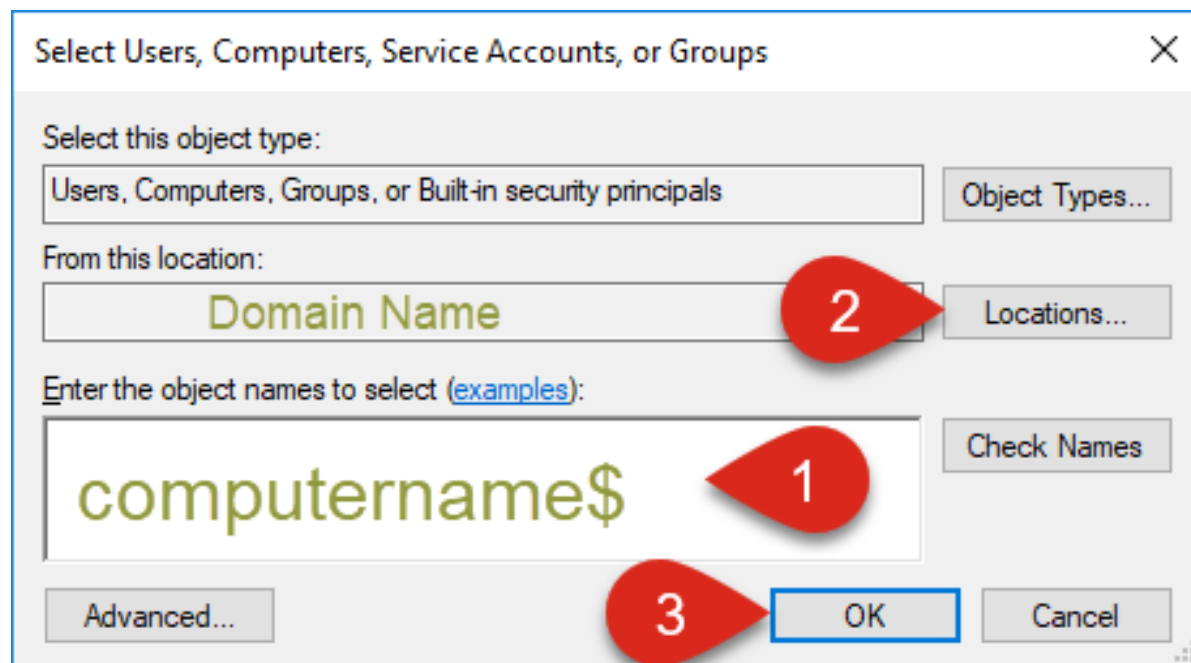 Select Users, Computers, Service Accounts, or Groups
Select this object type:
Users, Computers, Groups, or Built-in security principals
Object Types...
From this location:
Domain Name
2
Locations...
Enter the object names to select (examples):
computername$
1
Check Names
Advanced...
3
OK
Cancel